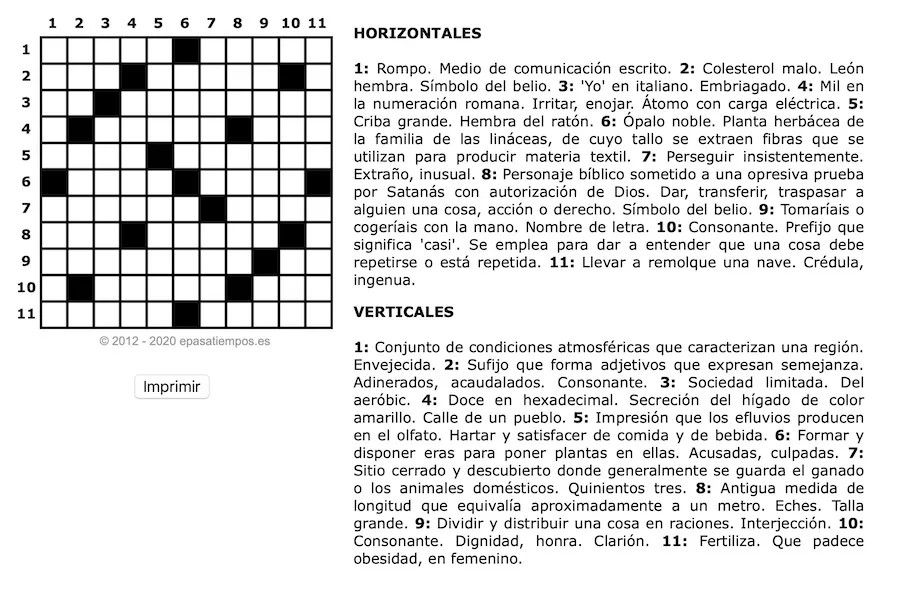 1 2 3 4 5 6 7 8 9 10 11
1
2
3
4
5
6
7
8
9
10
11
© 2012 - 2020 epasatiempos.es
Imprimir
HORIZONTALES
1: Rompo. Medio de comunicación escrito. 2: Colesterol malo. León
hembra. Símbolo del belio. 3: 'Yo' en italiano. Embriagado. 4: Mil en
la numeración romana. Irritar, enojar. Átomo con carga eléctrica. 5:
Criba grande. Hembra del ratón. 6: Ópalo noble. Planta herbácea de
la familia de las lináceas, de cuyo tallo se extraen fibras que se
utilizan para producir materia textil. 7: Perseguir insistentemente.
Extraño, inusual. 8: Personaje bíblico sometido a una opresiva prueba
por Satanás con autorización de Dios. Dar, transferir, traspasar a
alguien una cosa, acción o derecho. Símbolo del belio. 9: Tomaríais o
cogeríais con la mano. Nombre de letra. 10: Consonante. Prefijo que
significa 'casi'. Se emplea para dar a entender que una cosa debe
repetirse o está repetida. 11: Llevar a remolque una nave. Crédula,
ingenua.
VERTICALES
1: Conjunto de condiciones atmosféricas que caracterizan una región.
Envejecida. 2: Sufijo que forma adjetivos que expresan semejanza.
Adinerados, acaudalados. Consonante. 3: Sociedad limitada. Del
aeróbic. 4: Doce en hexadecimal. Secreción del hígado de color
amarillo. Calle de un pueblo. 5: Impresión que los efluvios producen
en el olfato. Hartar y satisfacer de comida y de bebida. 6: Formar y
disponer eras para poner plantas en ellas. Acusadas, culpadas. 7:
Sitio cerrado y descubierto donde generalmente se guarda el ganado
o los animales domésticos. Quinientos tres. 8: Antigua medida de
longitud que equivalía aproximadamente a un metro. Eches. Talla
grande. 9: Dividir y distribuir una cosa en raciones. Interjección. 10:
Consonante. Dignidad, honra. Clarión. 11: Fertiliza. Que padece
obesidad, en femenino.